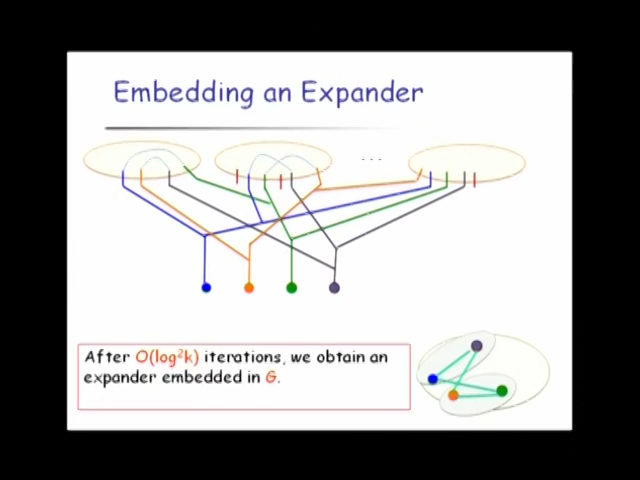 Embedding an Expander
...
After O(log²k) iterations, we obtain an
expander embedded in G.